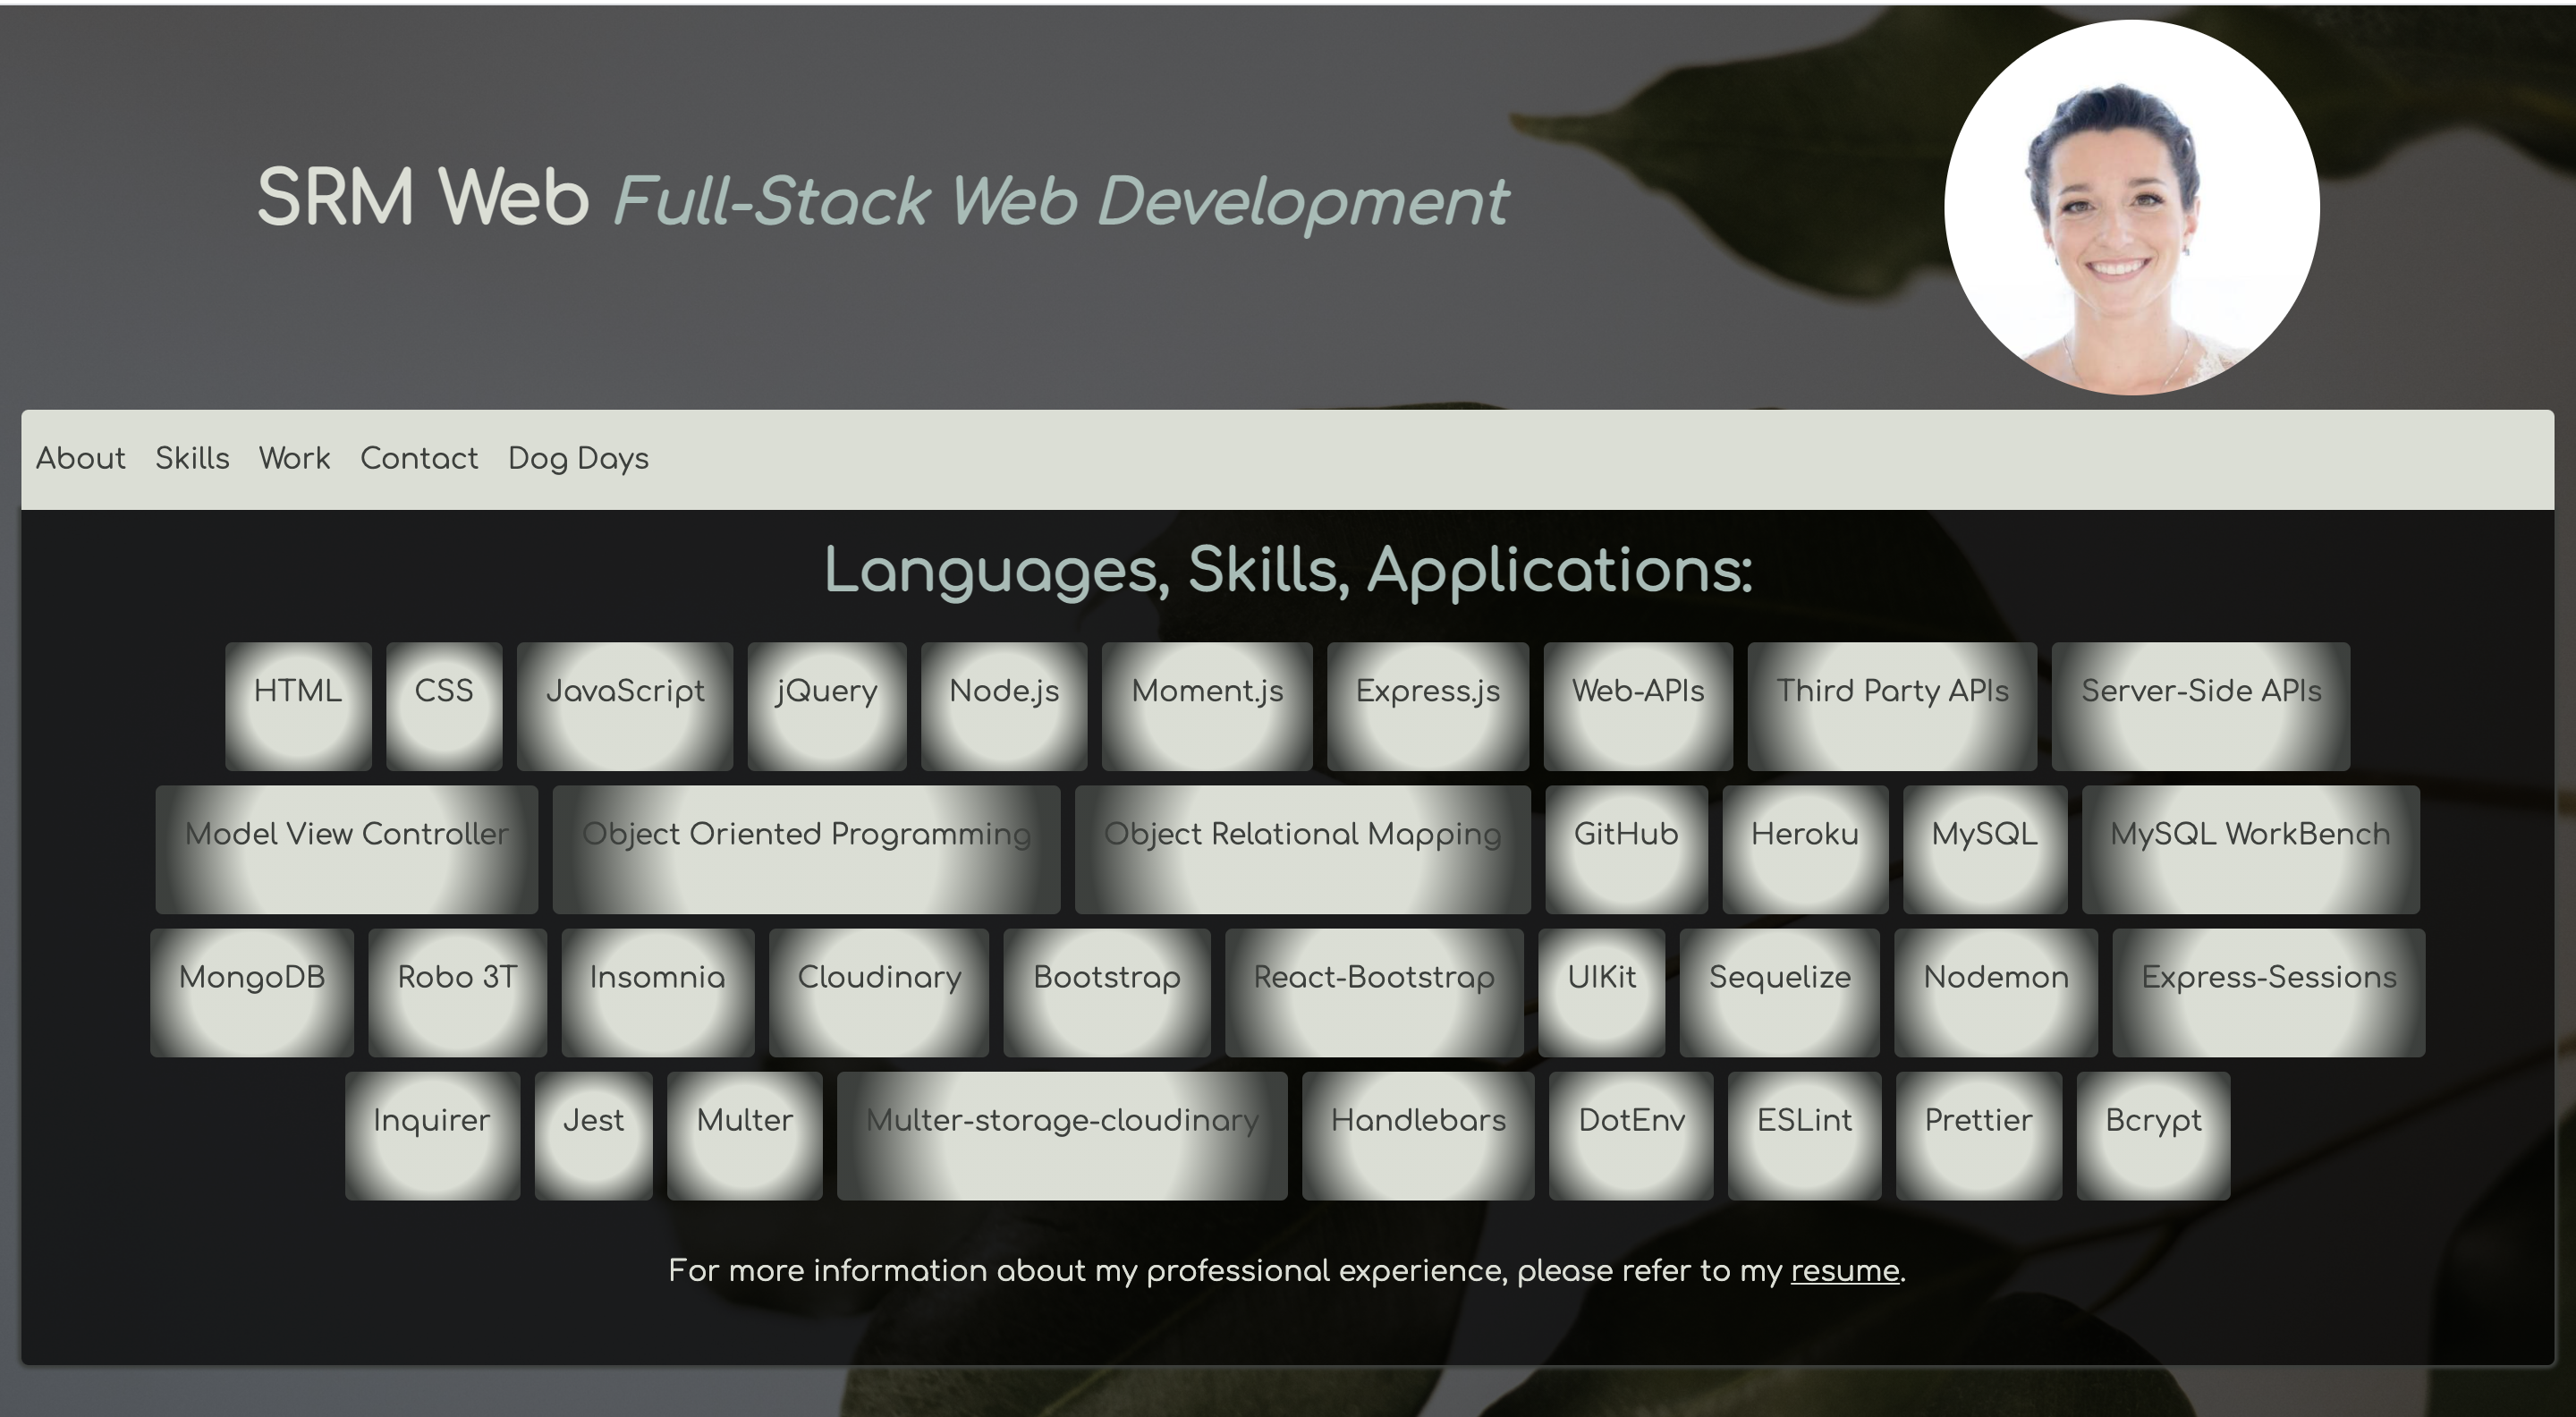 SRM Web Full-Stack Web Development
About Skills Work Contact Dog Days
Languages, Skills, Applications:
HTML CSS JavaScript jQuery Node.js Moment.js Express.js Web-APIs Third Party APIs Server-Side APIs
Model View Controller Object Oriented Programming Object Relational Mapping GitHub Heroku MySQL MySQL WorkBench
MongoDB Robo 3T Insomnia Cloudinary Bootstrap React-Bootstrap UIKit Sequelize Nodemon Express-Sessions
Inquirer Jest Multer Multer-storage-cloudinary Handlebars DotEnv ESLint Prettier Bcrypt
For more information about my professional experience, please refer to my resume.